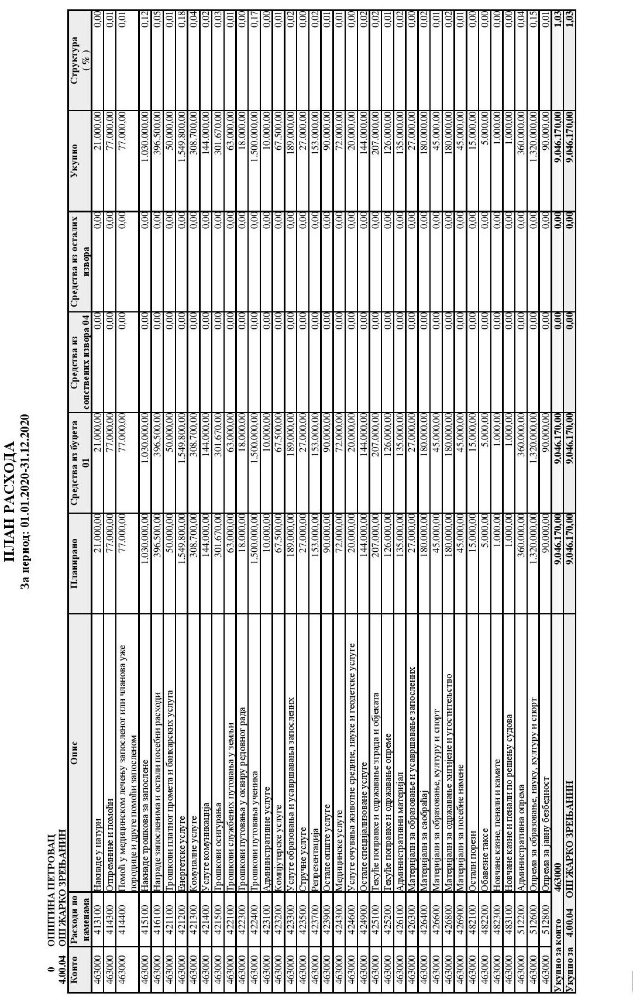 ПЛАН РАСХОДА
За период: 01.01.2020-31.12.2020
0 ОПШТИНА ПЕТРОВАЦ
4.00.04 ОШ ЖАРКО ЗРЕЊАНИН
Конто Расходи по наменама Опис Планирано Средства из буџета 01 Средства из сопствених извора 04 Средства из осталих извора Укупно Структура ( % )
463000 413100 Накнаде у натури 21.000,00 21.000,00 0,00 0,00 21.000,00 0,00
463000 414300 Отпремнине и помоћи 77.000,00 77.000,00 0,00 0,00 77.000,00 0,01
463000 414400 Помоћ у медицинском лечењу запосленог или чланова уже 77.000,00 77.000,00 0,00 0,00 77.000,00 0,01
породице и друге помоћи запосленом
463000 415100 Накнаде трошкова за запослене 1.030.000,00 1.030.000,00 0,00 0,00 1.030.000,00 0,12
463000 416100 Награде запосленима и остали посебни расходи 396.500,00 396.500,00 0,00 0,00 396.500,00 0,05
463000 421100 Трошкови платног промета и банкарских услуга 50.000,00 50.000,00 0,00 0,00 50.000,00 0,01
463000 421200 Енергетске услуге 1.549.800,00 1.549.800,00 0,00 0,00 1.549.800,00 0,18
463000 421300 Комуналне услуге 308.700,00 308.700,00 0,00 0,00 308.700,00 0,04
463000 421400 Услуге комуникација 144.000,00 144.000,00 0,00 0,00 144.000,00 0,02
463000 421500 Трошкови осигурања 301.670,00 301.670,00 0,00 0,00 301.670,00 0,03
463000 422100 Трошкови службених путовања у земљи 63.000,00 63.000,00 0,00 0,00 63.000,00 0,01
463000 422300 Трошкови путовања у оквиру редовног рада 18.000,00 18.000,00 0,00 0,00 18.000,00 0,00
463000 422400 Трошкови путовања ученика 1.500.000,00 1.500.000,00 0,00 0,00 1.500.000,00 0,17
463000 423100 Административне услуге 10.000,00 10.000,00 0,00 0,00 10.000,00 0,00
463000 423200 Компјутерске услуге 67.500,00 67.500,00 0,00 0,00 67.500,00 0,01
463000 423300 Услуге образовања и усавршавања запослених 189.000,00 189.000,00 0,00 0,00 189.000,00 0,02
463000 423500 Стручне услуге 27.000,00 27.000,00 0,00 0,00 27.000,00 0,00
463000 423700 Репрезентација 153.000,00 153.000,00 0,00 0,00 153.000,00 0,02
463000 423900 Остале опште услуге 90.000,00 90.000,00 0,00 0,00 90.000,00 0,01
463000 424300 Медицинске услуге 72.000,00 72.000,00 0,00 0,00 72.000,00 0,01
463000 424600 Услуге очувања животне средине, науке и геодетске услуге 20.000,00 20.000,00 0,00 0,00 20.000,00 0,00
463000 424900 Остале специјализоване услуге 144.000,00 144.000,00 0,00 0,00 144.000,00 0,02
463000 425100 Текуће поправке и одржавање зграда и објеката 207.000,00 207.000,00 0,00 0,00 207.000,00 0,02
463000 425200 Текуће поправке и одржавање опреме 126.000,00 126.000,00 0,00 0,00 126.000,00 0,01
463000 426100 Административни материјал 135.000,00 135.000,00 0,00 0,00 135.000,00 0,02
463000 426300 Материјали за образовање и усавршавање запослених 27.000,00 27.000,00 0,00 0,00 27.000,00 0,00
463000 426400 Материјали за саобраћај 180.000,00 180.000,00 0,00 0,00 180.000,00 0,02
463000 426600 Материјали за образовање, културу и спорт 45.000,00 45.000,00 0,00 0,00 45.000,00 0,01
463000 426800 Материјали за одржавање хигијене и угоститељство 180.000,00 180.000,00 0,00 0,00 180.000,00 0,02
463000 426900 Материјали за посебне намене 45.000,00 45.000,00 0,00 0,00 45.000,00 0,01
463000 482100 Остали порези 15.000,00 15.000,00 0,00 0,00 15.000,00 0,00
463000 482200 Обавезне таксе 5.000,00 5.000,00 0,00 0,00 5.000,00 0,00
463000 482300 Новчане казне, пенали и камате 1.000,00 1.000,00 0,00 0,00 1.000,00 0,00
463000 483100 Новчане казне и пенали по решењу судова 1.000,00 1.000,00 0,00 0,00 1.000,00 0,00
463000 512200 Административна опрема 360.000,00 360.000,00 0,00 0,00 360.000,00 0,04
463000 512600 Опрема за образовање, науку, културу и спорт 1.320.000,00 1.320.000,00 0,00 0,00 1.320.000,00 0,15
463000 512800 Опрема за јавну безбедност 90.000,00 90.000,00 0,00 0,00 90.000,00 0,01
Укупно за конто 463000 9.046.170,00 9.046.170,00 0,00 0,00 9.046.170,00 1,03
Укупно за 4.00.04 ОШ ЖАРКО ЗРЕЊАНИН 9.046.170,00 9.046.170,00 0,00 0,00 9.046.170,00 1,03